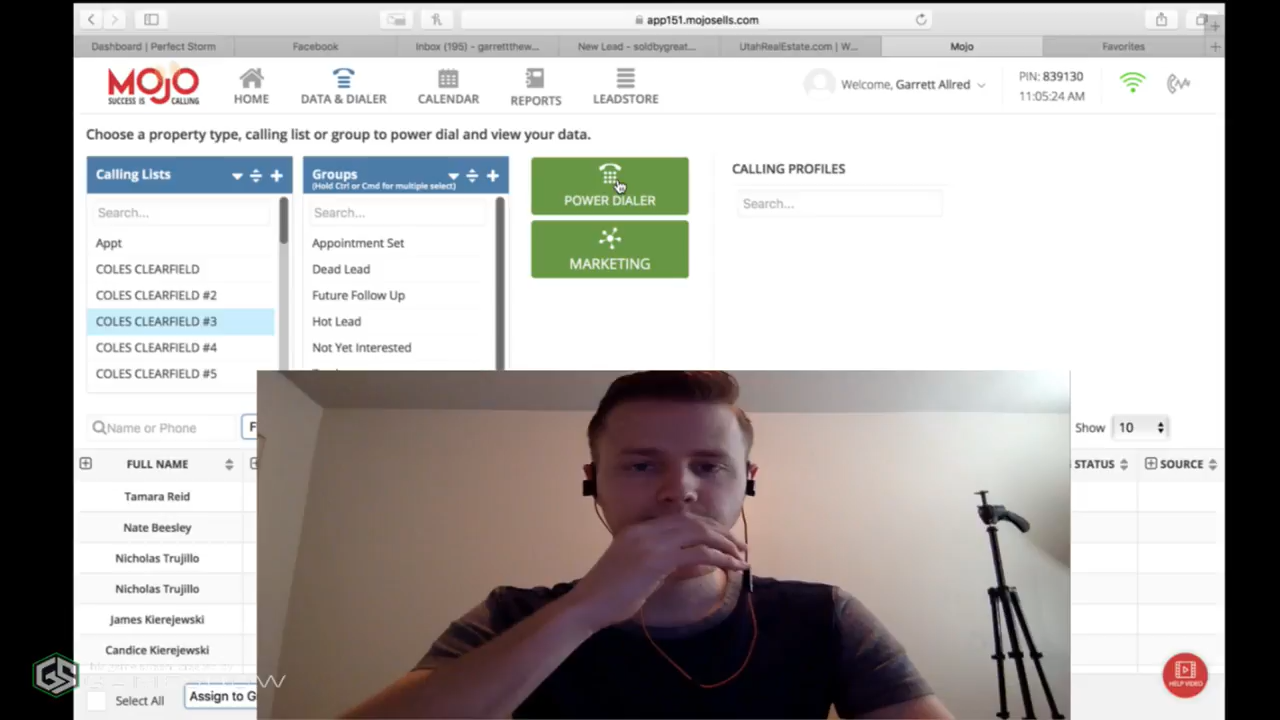 app151.mojosells.com
Dashboard | Perfect Storm
Facebook
Inbox (195) - garrettthew...
New Lead - soldbygreat...
UtahRealEstate.com | W...
Mojo
Favorites
MOJO
SUCCESS IS CALLING
HOME
DATA & DIALER
CALENDAR
REPORTS
LEADSTORE
Welcome, Garrett Allred
PIN: 839130
11:05:24 AM
Choose a property type, calling list or group to power dial and view your data.
Calling Lists
Search...
Appt
COLES CLEARFIELD
COLES CLEARFIELD #2
COLES CLEARFIELD #3
COLES CLEARFIELD #4
COLES CLEARFIELD #5
Groups
(Hold Ctrl or Cmd for multiple select)
Search...
Appointment Set
Dead Lead
Future Follow Up
Hot Lead
Not Yet Interested
POWER DIALER
MARKETING
CALLING PROFILES
Search...
Name or Phone
F
Show 10
FULL NAME
STATUS
SOURCE
Tamara Reid
Nate Beesley
Nicholas Trujillo
Nicholas Trujillo
James Kierejewski
Candice Kierejewski
GS
Select All
Assign to G
HELP VIDEO